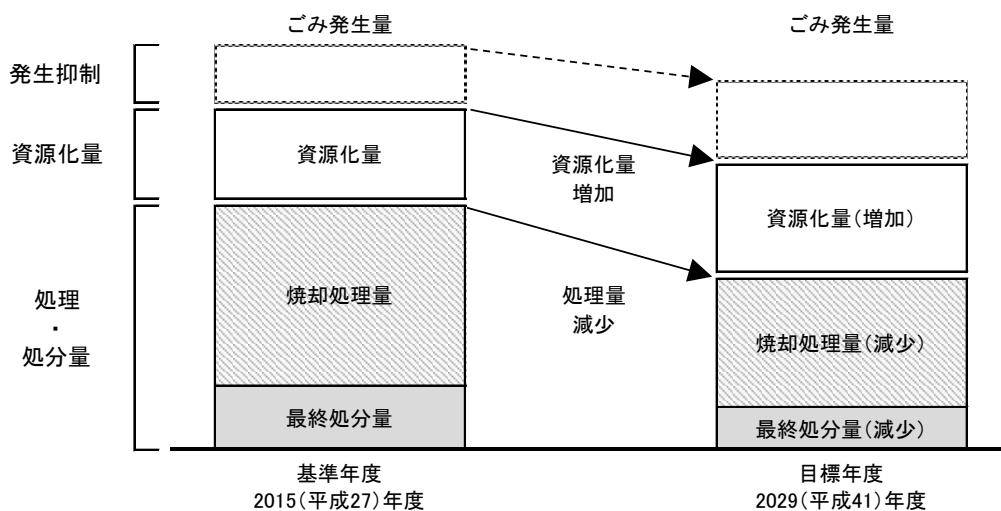 ごみ発生量
ごみ発生量
発生抑制
資源化量
資源化量
資源化量
増加
資源化量(増加)
処理
・
処分量
焼却処理量
処理量
減少
焼却処理量(減少)
最終処分量
最終処分量(減少)
基準年度
2015(平成27)年度
目標年度
2029(平成41)年度